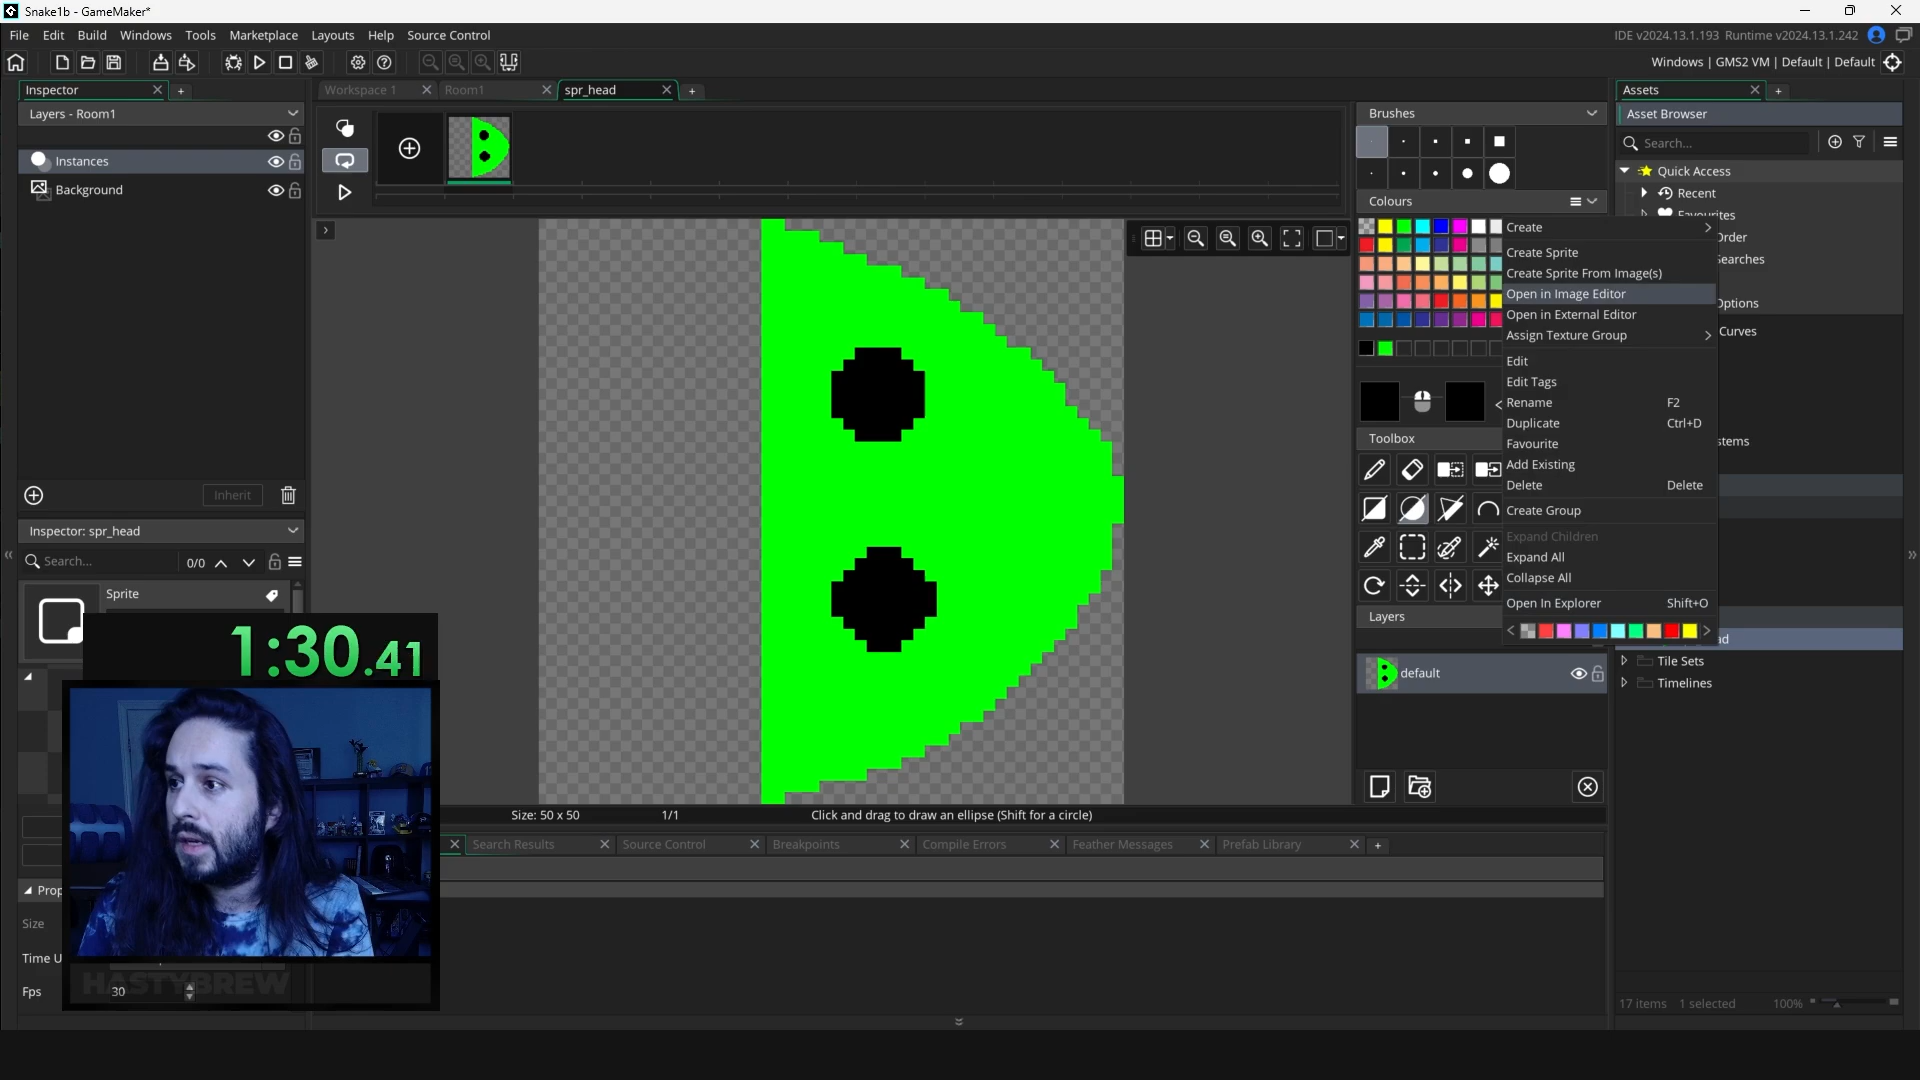 Snake1b - GameMaker*
File Edit Build Windows Tools Marketplace Layouts Help Source Control
IDE v2024.13.1.193 Runtime v2024.13.1.242
Windows | GMS2 VM | Default | Default
Inspector
Layers - Room1
Instances
Background
Inherit
Inspector: spr_head
Search...
0/0
Sprite
Prop
Size
Time U
Fps
30
1:30.41
HASTYBREW
Workspace 1
Room1
spr_head
Size: 50 x 50
1/1
Click and drag to draw an ellipse (Shift for a circle)
Search Results
Source Control
Breakpoints
Compile Errors
Feather Messages
Prefab Library
Brushes
Colours
Toolbox
Layers
default
Create
Create Sprite
Create Sprite From Image(s)
Open in Image Editor
Open in External Editor
Assign Texture Group
Edit
Edit Tags
Rename F2
Duplicate Ctrl+D
Favourite
Add Existing
Delete Delete
Create Group
Expand Children
Expand All
Collapse All
Open In Explorer Shift+O
Assets
Asset Browser
Search...
Quick Access
Recent
Favourites
rder
earches
ptions
Curves
stems
ad
Tile Sets
Timelines
17 items 1 selected 100%